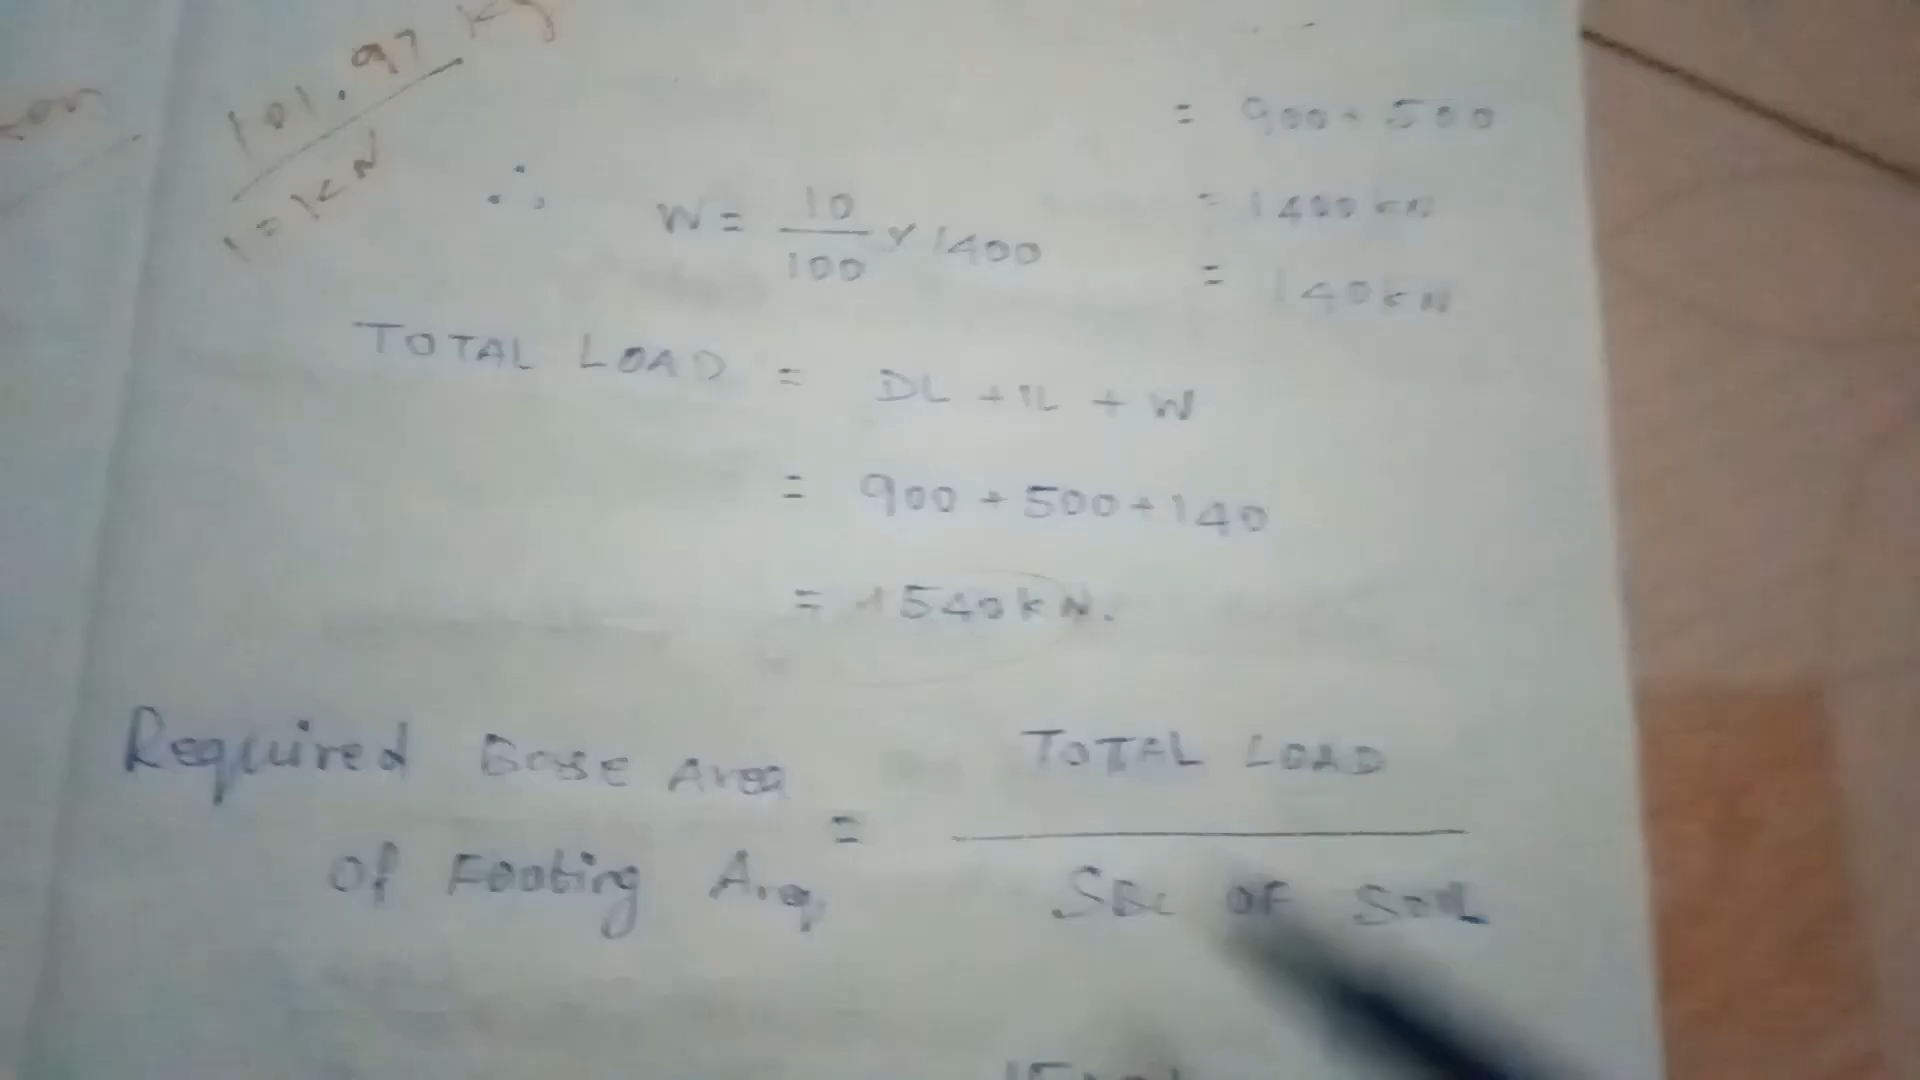 101.97 Kg
1 = 1KN
= 900 + 500
= 1400 kN
∴ W = 10/100 × 1400
= 140 kN
TOTAL LOAD = DL + IL + W
= 900 + 500 + 140
= 1540 kN.
Required Base Area
of Footing Areq = TOTAL LOAD / SBC OF SOIL